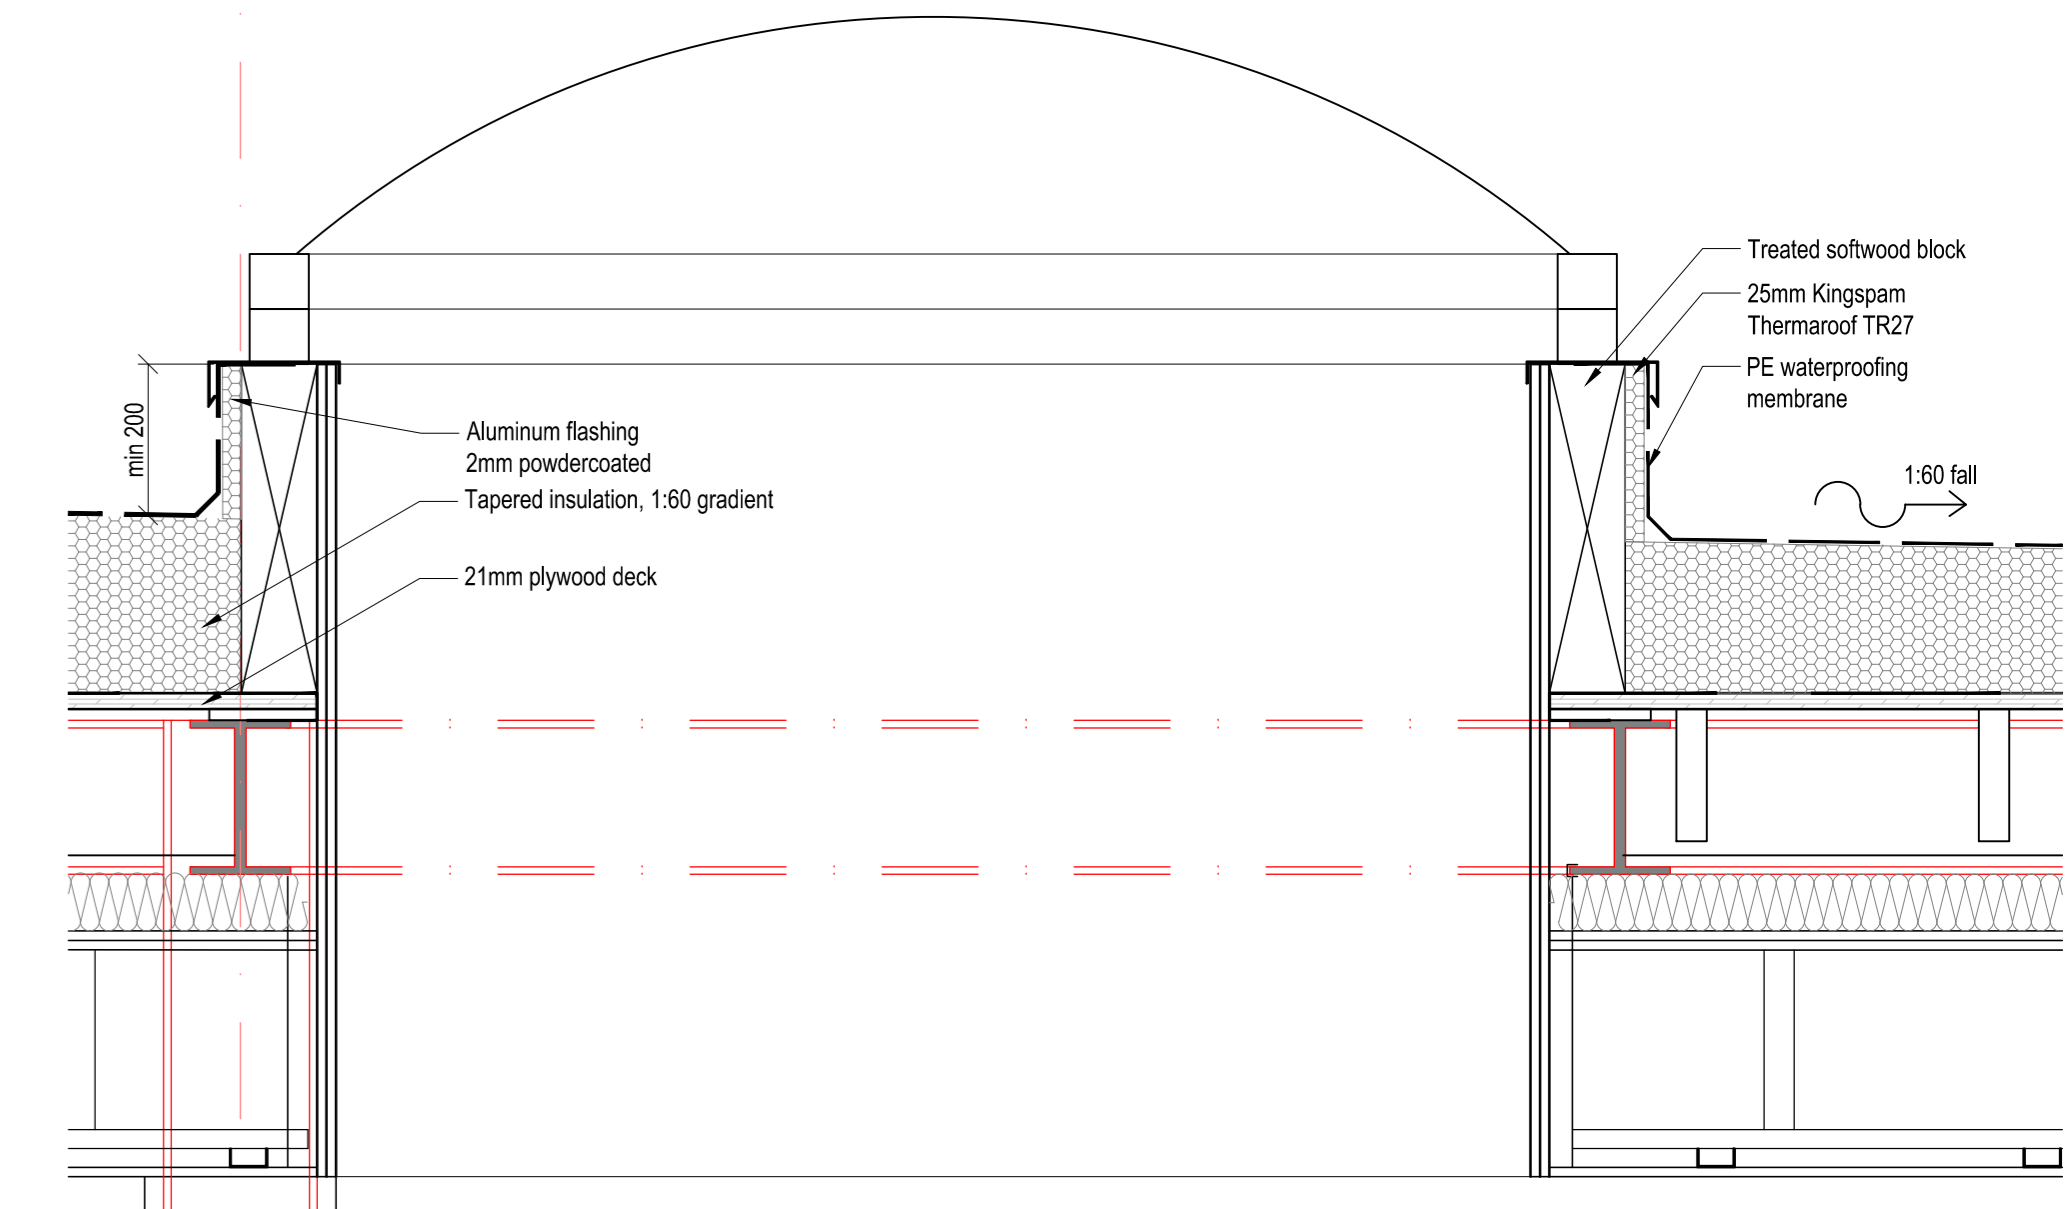 Treated softwood block
25mm Kingspam
Thermaroof TR27
PE waterproofing
membrane
min 200
Aluminum flashing
2mm powdercoated
Tapered insulation, 1:60 gradient
1:60 fall
21mm plywood deck